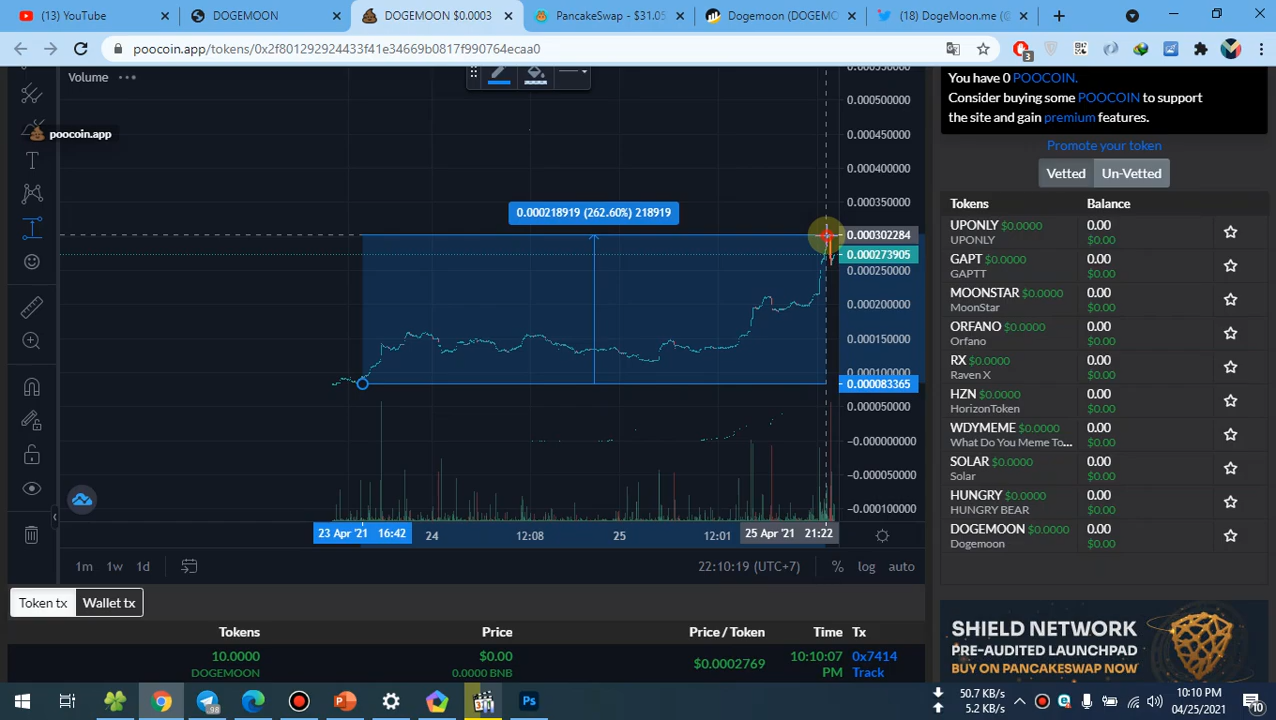 (13) YouTube
DOGEMOON
DOGEMOON $0.0003
PancakeSwap - $31.05
Dogemoon (DOGEMO
(18) DogeMoon.me (@
poocoin.app/tokens/0x2f801292924433f41e34669b0817f990764ecaa0
3
Volume
poocoin.app
0.000218919 (262.60%) 218919
0.000550000
0.000500000
0.000450000
0.000400000
0.000350000
0.000302284
0.000273905
0.000250000
0.000200000
0.000150000
0.000100000
0.000083365
0.000050000
−0.000000000
−0.000050000
−0.000100000
23 Apr '21 16:42
24
12:08
25
12:01
25 Apr '21 21:22
1m 1w 1d
22:10:19 (UTC+7)
% log auto
Token tx Wallet tx
Tokens Price Price / Token Time Tx
10.0000 $0.00 $0.0002769 10:10:07 0x7414
DOGEMOON 0.0000 BNB PM Track
You have 0 POOCOIN.
Consider buying some POOCOIN to support
the site and gain premium features.
Promote your token
Vetted Un-Vetted
Tokens Balance
UPONLY $0.0000 0.00
UPONLY $0.00
GAPT $0.0000 0.00
GAPTT $0.00
MOONSTAR $0.0000 0.00
MoonStar $0.00
ORFANO $0.0000 0.00
Orfano $0.00
RX $0.0000 0.00
Raven X $0.00
HZN $0.0000 0.00
HorizonToken $0.00
WDYMEME $0.0000 0.00
What Do You Meme To... $0.00
SOLAR $0.0000 0.00
Solar $0.00
HUNGRY $0.0000 0.00
HUNGRY BEAR $0.00
DOGEMOON $0.0000 0.00
Dogemoon $0.00
SHIELD NETWORK
PRE-AUDITED LAUNCHPAD
BUY ON PANCAKESWAP NOW
98
50.7 KB/s
5.2 KB/s
10:10 PM
04/25/2021
10